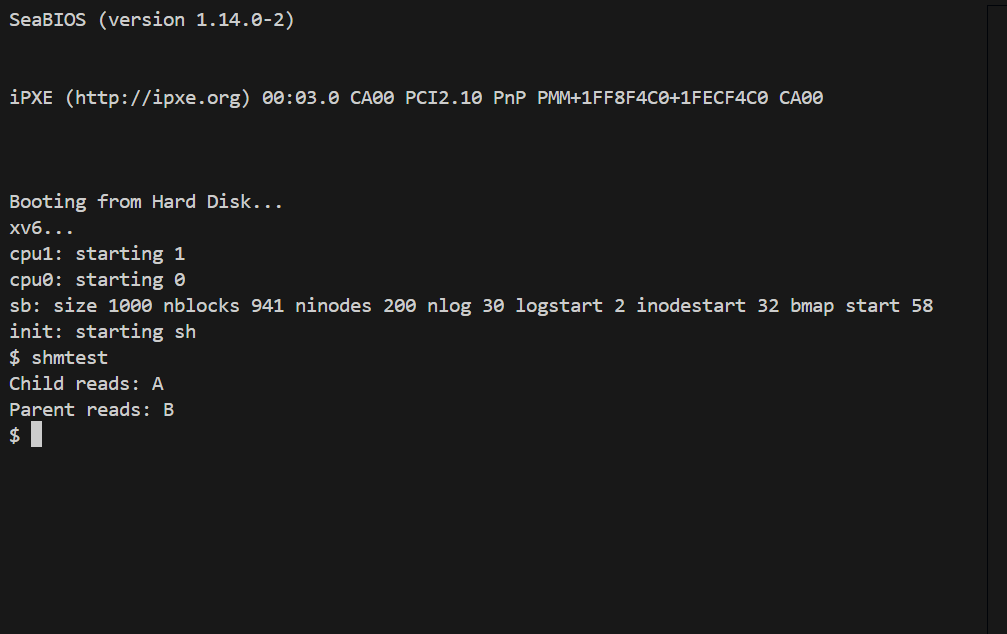 SeaBIOS (version 1.14.0-2)
iPXE (http://ipxe.org) 00:03.0 CA00 PCI2.10 PnP PMM+1FF8F4C0+1FECF4C0 CA00
Booting from Hard Disk...
xv6...
cpu1: starting 1
cpu0: starting 0
sb: size 1000 nblocks 941 ninodes 200 nlog 30 logstart 2 inodestart 32 bmap start 58
init: starting sh
$ shmtest
Child reads: A
Parent reads: B
$